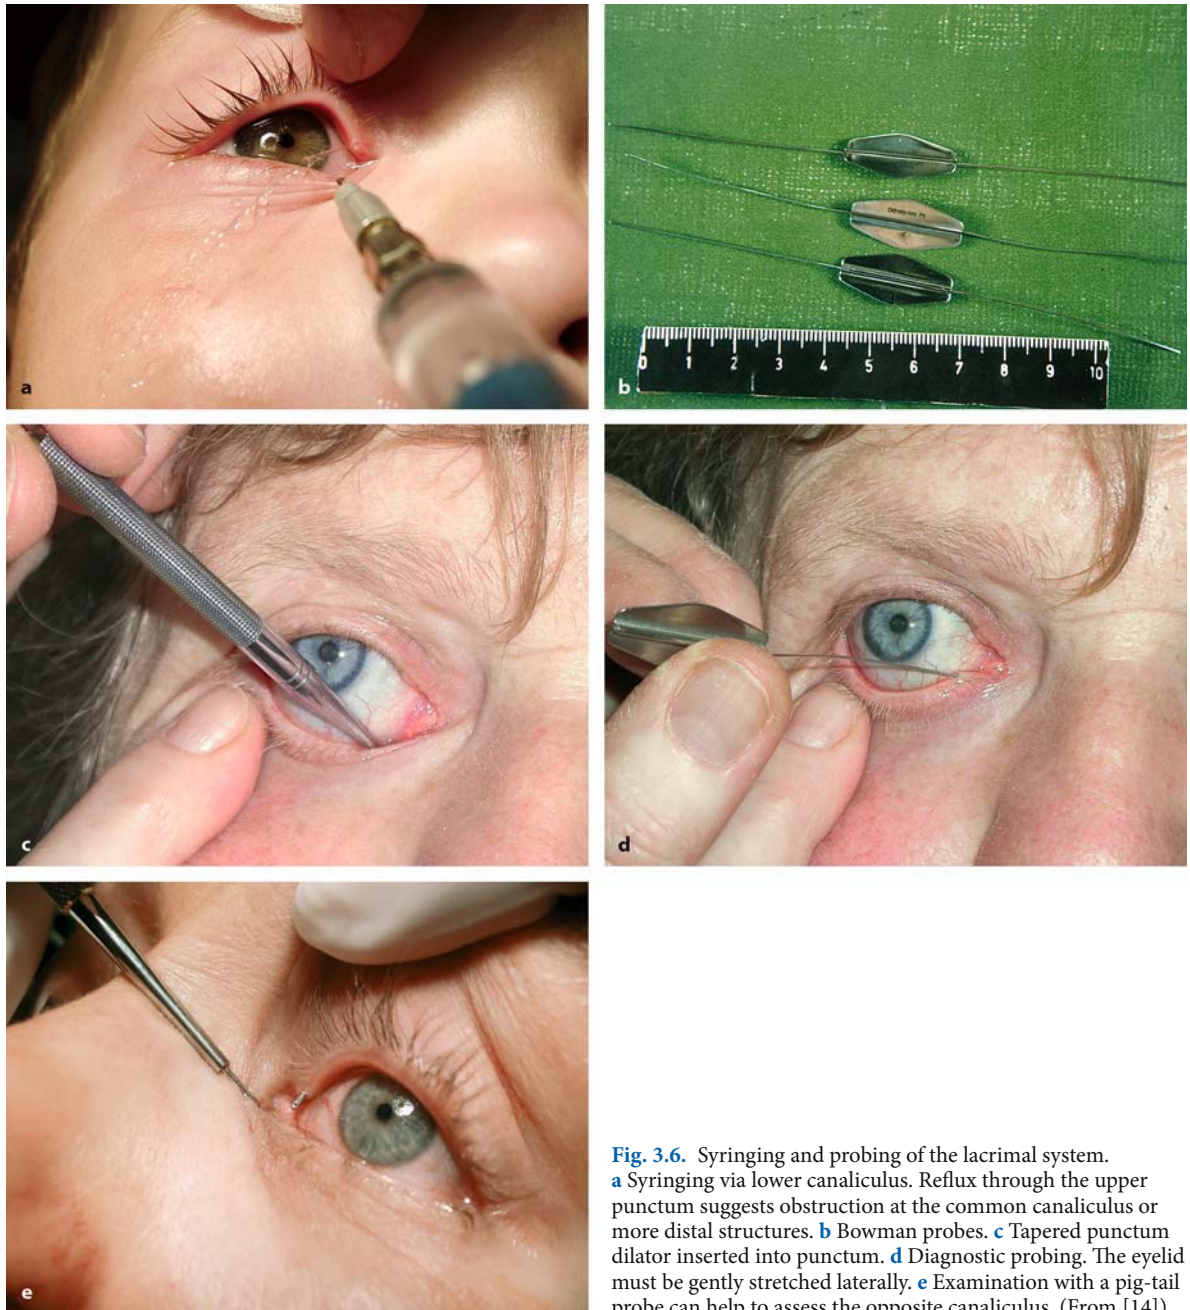 a
b
0 1 2 3 4 5 6 7 8 9 10
c
d
e
Fig. 3.6. Syringing and probing of the lacrimal system.
a Syringing via lower canaliculus. Reflux through the upper
punctum suggests obstruction at the common canaliculus or
more distal structures. b Bowman probes. c Tapered punctum
dilator inserted into punctum. d Diagnostic probing. The eyelid
must be gently stretched laterally. e Examination with a pig-tail
probe can help to assess the opposite canaliculus. (From [14])